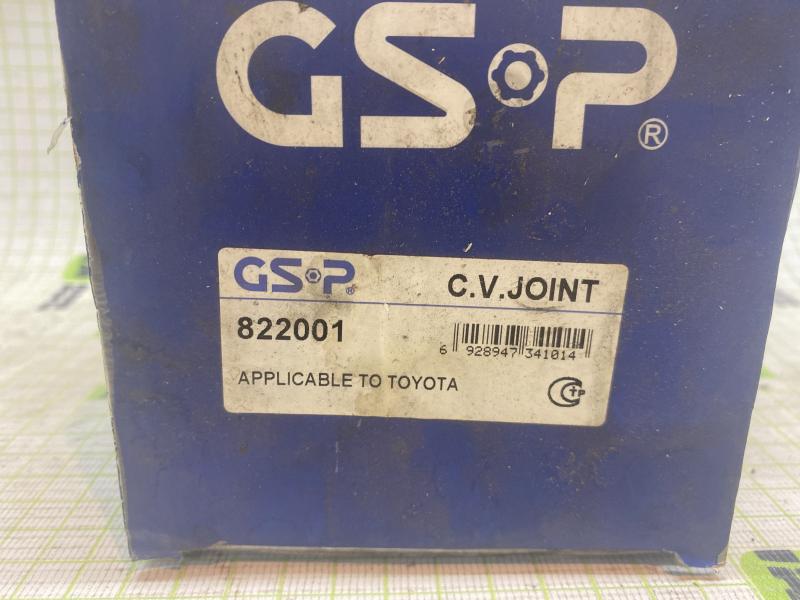 GSP ®
GSP ® C.V.JOINT
822001
6 928947 341014
APPLICABLE TO TOYOTA